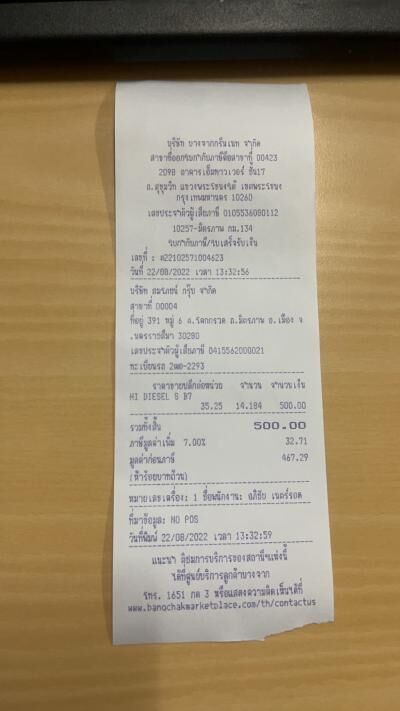 บริษัท บางจากกรีนเนท จำกัด
สาขาที่ออกใบกำกับภาษีคือสาขาที่ 00423
2098 อาคารเอ็มทาวเวอร์ ชั้น17
ถ.สุขุมวิท แขวงพระโขนงใต้ เขตพระโขนง
กรุงเทพมหานคร 10260
เลขประจำตัวผู้เสียภาษี 0105536080112
10257-มิตรภาพ กม.134
ใบกำกับภาษี/ใบเสร็จรับเงิน
เลขที่ :
วันที่ 22/08/2022 เวลา 13:32:56
บริษัท กรุ๊ป จำกัด
สาขาที่ 00004
ที่อยู่ 391 หมู่ 6 ต.โคกกรวด ถ.มิตรภาพ อ.เมือง จ
.นครราชสีมา 30280
เลขประจำตัวผู้เสียภาษี 0415562000021
ทะเบียนรถ
ราคาขายปลีกต่อหน่วย จำนวน จำนวนเงิน
HI DIESEL S B7
35.25 14.184 500.00
รวมทั้งสิ้น 500.00
ภาษีมูลค่าเพิ่ม 7.00% 32.71
มูลค่าก่อนภาษี 467.29
(ห้าร้อยบาทถ้วน)
หมายเลขเครื่อง: 1 ชื่อพนักงาน: อภิชัย
ที่มาข้อมูล: NO POS
วันที่พิมพ์ 22/08/2022 เวลา 13:32:59
แนะนำ ติชมการบริการของสถานีฯแห่งนี้
ได้ที่ศูนย์บริการลูกค้าบางจาก
โทร. 1651 กด 3 หรือแสดงความคิดเห็นได้ที่
www.bangchakmarketplace.com/th/contactus